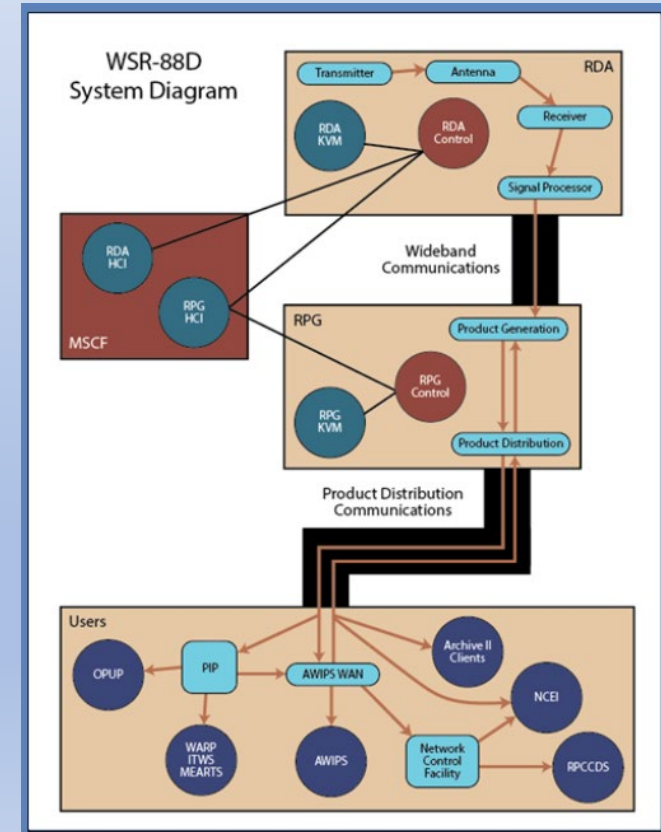 WSR-88D
System Diagram
RDA
Transmitter
Antenna
Receiver
Signal Processor
RDA
KVM
RDA
Control
RDA
HCI
RPG
HCI
MSCF
Wideband
Communications
RPG
Product Generation
RPG
Control
RPG
KVM
Product Distribution
Product Distribution
Communications
Users
OPUP
PIP
AWIPS WAN
Archive II
Clients
NCEI
WARP
ITWS
MEARTS
AWIPS
Network
Control
Facility
RPCCDS